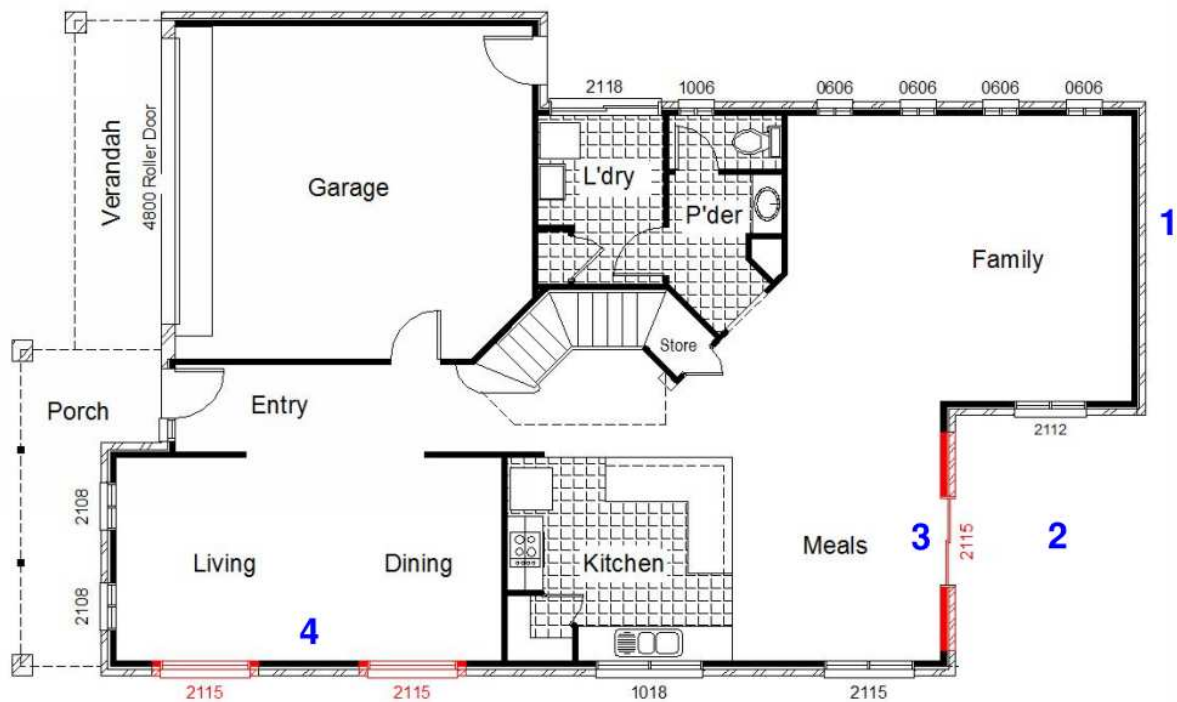 2118
1006
0606
0606
0606
0606
Verandah
4800 Roller Door
Garage
L'dry
P'der
1
Family
Store
Porch
Entry
2112
2108
2108
Living
Dining
Kitchen
Meals
3
2115
2
4
2115
2115
1018
2115